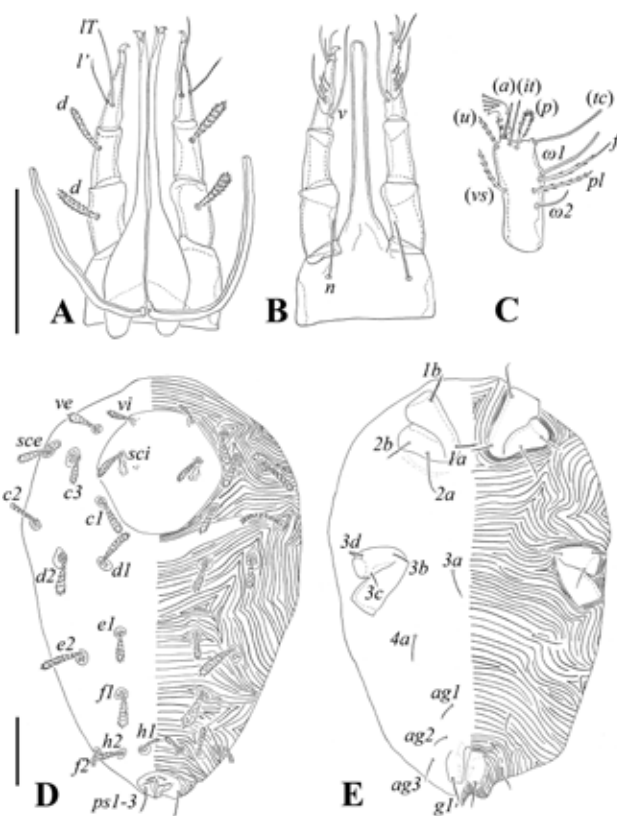 lT
l'
d
d
A
v
n
B
(a) (it)
(u)
(p)
(tc)
ω1
f
(vs)
pl
ω2
C
ve
vi
sce
sci
c3
c2
c1
d2
d1
e1
e2
f1
h1
h2
f2
D
ps1-3
1b
2b
1a
2a
3d
3b
3a
3c
4a
ag1
ag2
ag3
g1
E